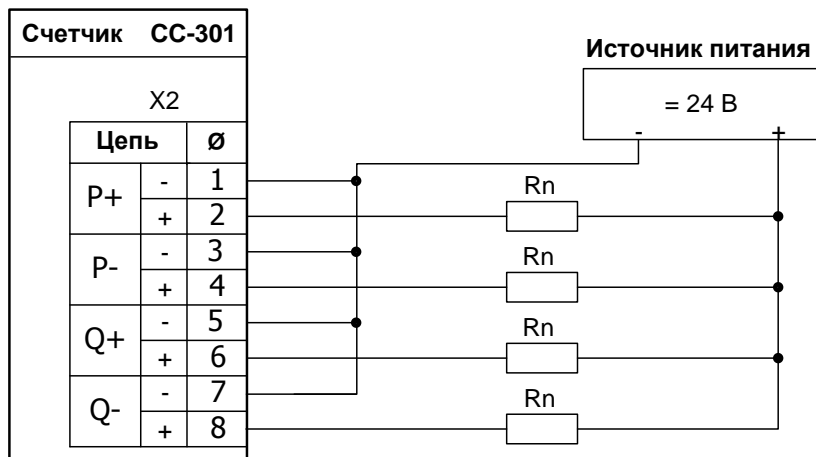 Счетчик СС-301
Источник питания
X2
= 24 В
- +
Цепь Ø
P+ - 1
+ 2
Rn
P- - 3
+ 4
Rn
Q+ - 5
+ 6
Rn
Q- - 7
+ 8
Rn